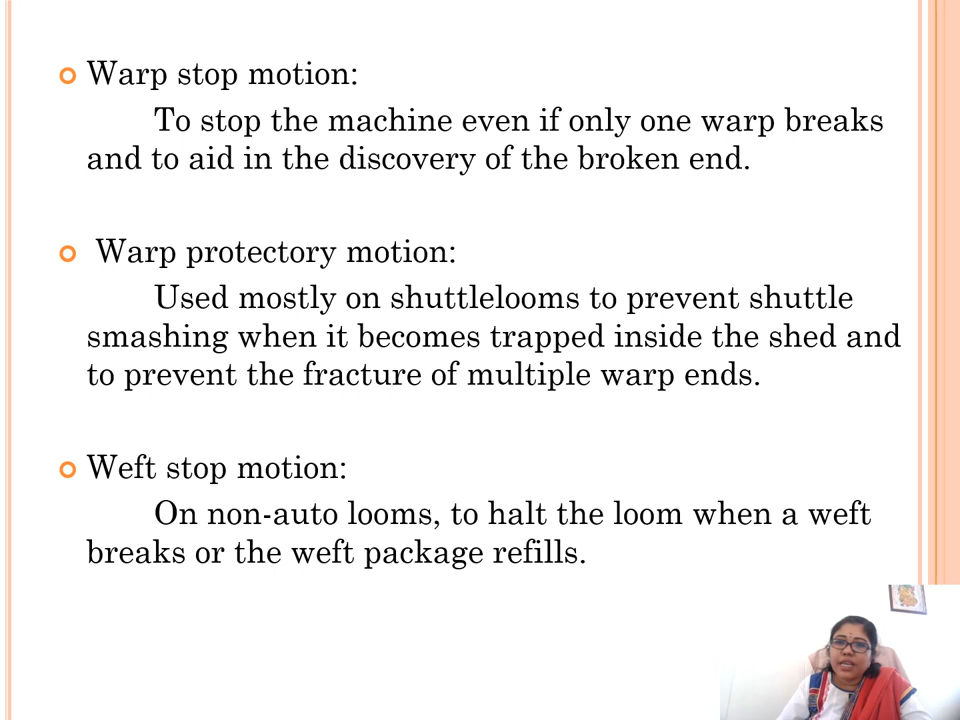 Warp stop motion:
To stop the machine even if only one warp breaks
and to aid in the discovery of the broken end.
Warp protectory motion:
Used mostly on shuttlelooms to prevent shuttle
smashing when it becomes trapped inside the shed and
to prevent the fracture of multiple warp ends.
Weft stop motion:
On non-auto looms, to halt the loom when a weft
breaks or the weft package refills.